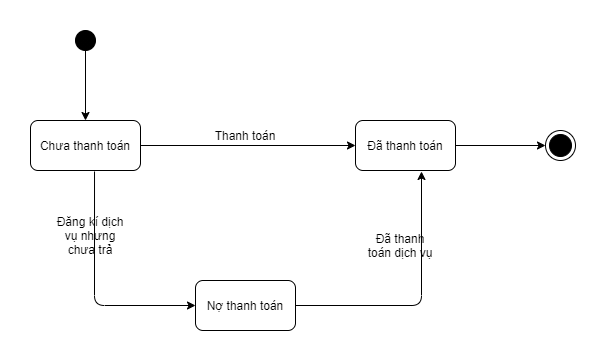 Thanh toán
Chưa thanh toán
Đã thanh toán
Đăng kí dịch
vụ nhưng
chưa trả
Đã thanh
toán dịch vụ
Nợ thanh toán